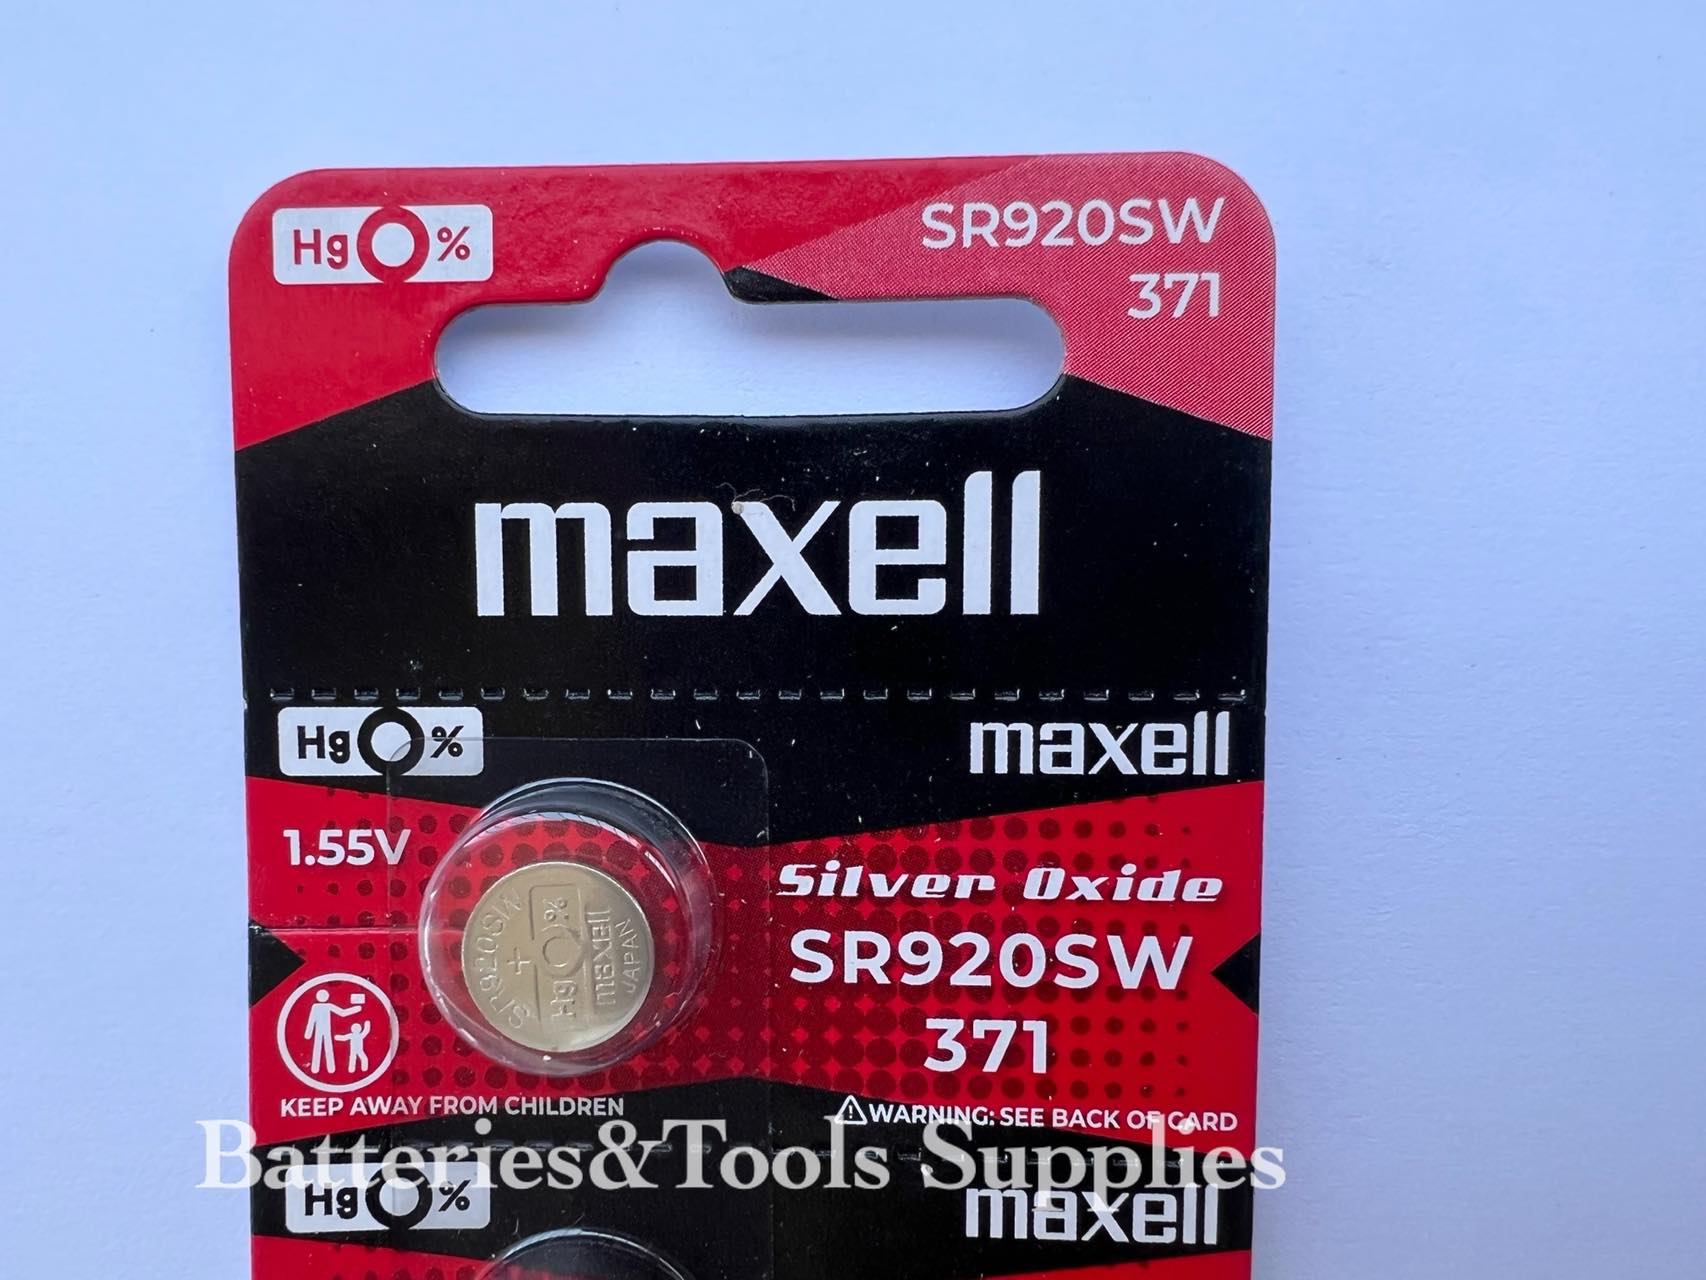 Hg 0 %
SR920SW
371
maxell
Hg 0 %
maxell
1.55V
Silver Oxide
SR920SW
371
SR920SW
+
Hg 0 %
maxell
JAPAN
KEEP AWAY FROM CHILDREN
⚠WARNING: SEE BACK OF CARD
Batteries&Tools Supplies
Hg 0 %
maxell